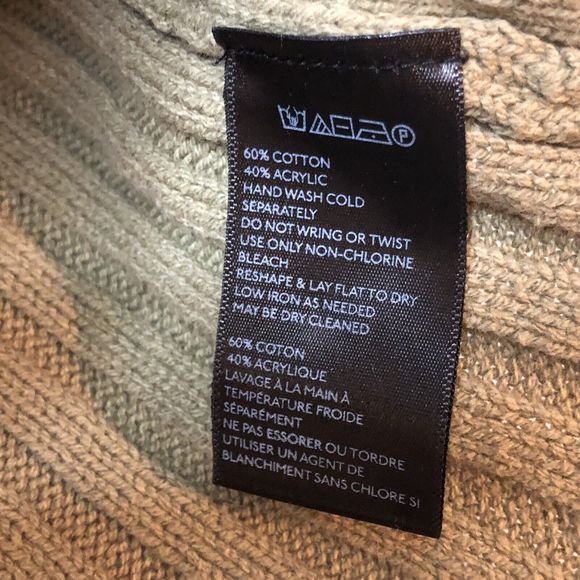 P
60% COTTON
40% ACRYLIC
HAND WASH COLD
SEPARATELY
DO NOT WRING OR TWIST
USE ONLY NON-CHLORINE
BLEACH
RESHAPE & LAY FLAT TO DRY
LOW IRON AS NEEDED
MAY BE DRY CLEANED
60% COTON
40% ACRYLIQUE
LAVAGE À LA MAIN À
TEMPÉRATURE FROIDE
SÉPARÉMENT
NE PAS ESSORER OU TORDRE
UTILISER UN AGENT DE
BLANCHIMENT SANS CHLORE SI